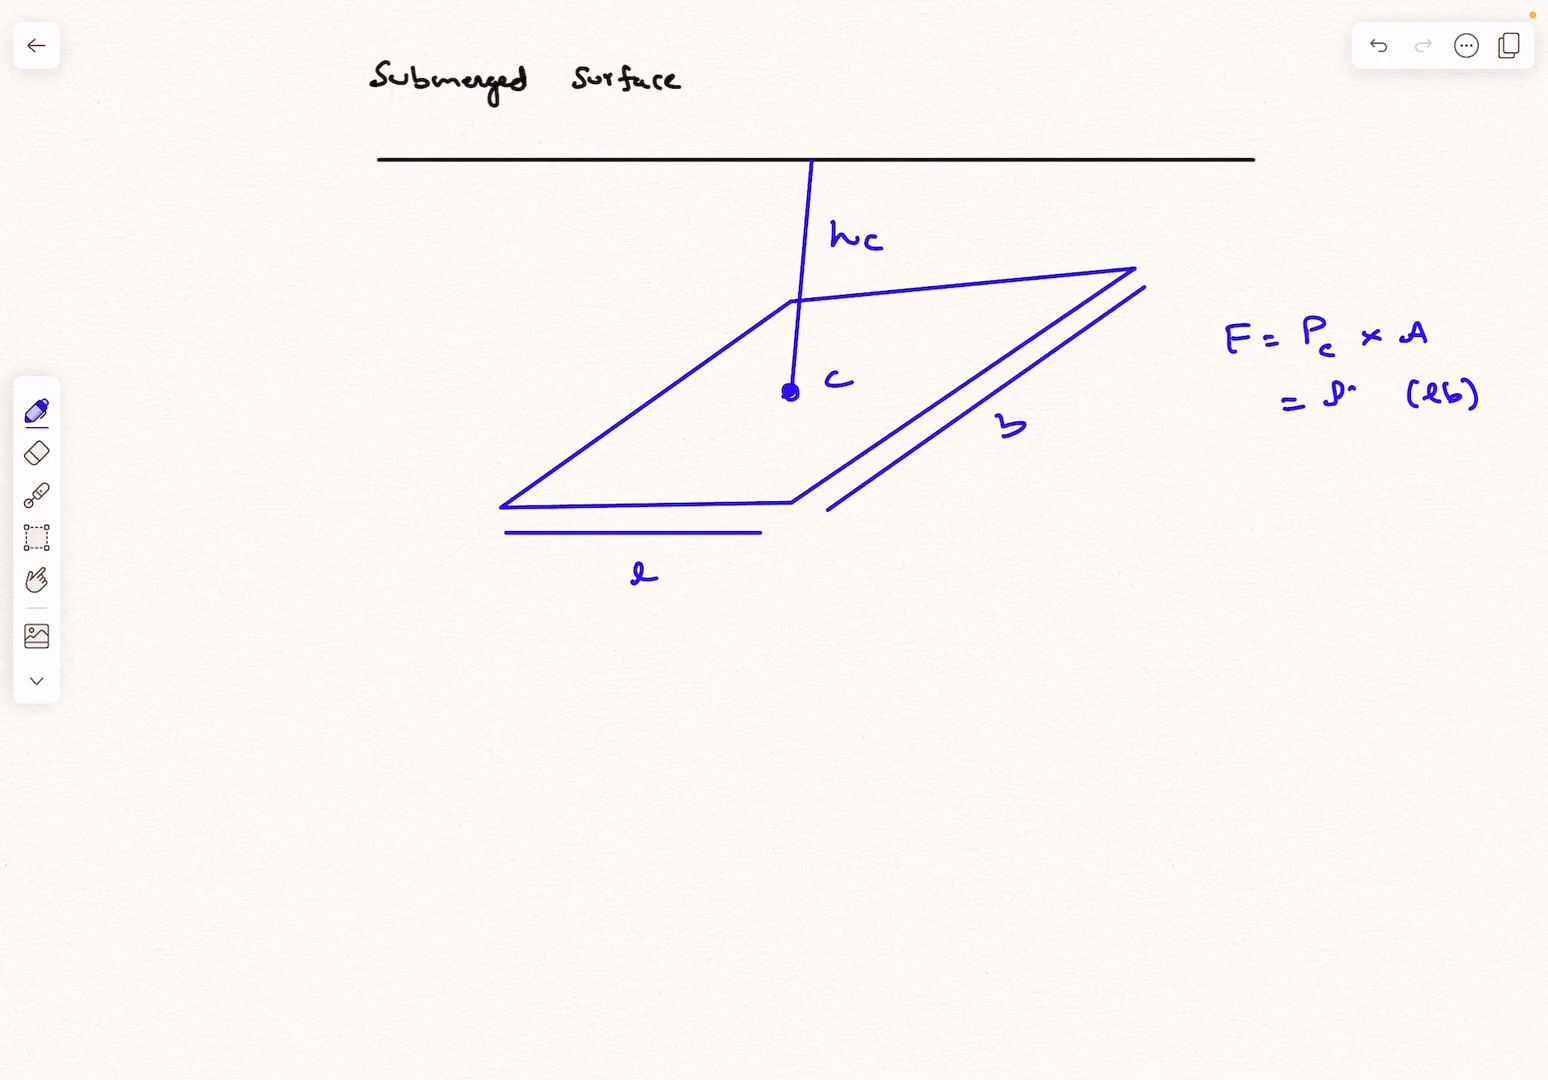 Submerged Surface
hc
F = Pc × A
c
= (lb)
b
l